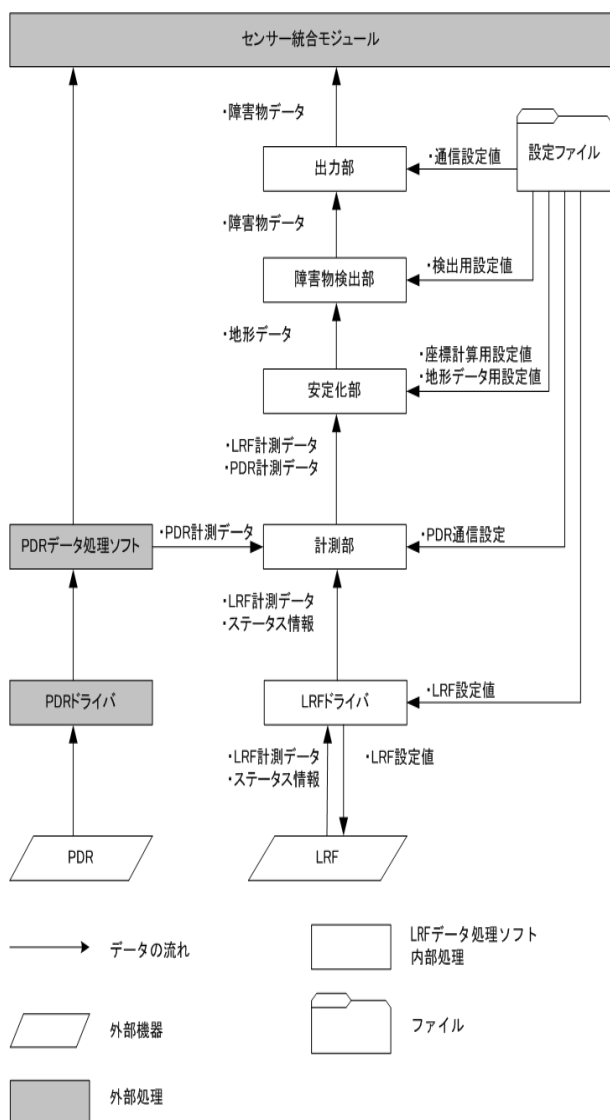 センサー統合モジュール
・障害物データ
出力部
・通信設定値
設定ファイル
・障害物データ
障害物検出部
・検出用設定値
・地形データ
・座標計算用設定値
・地形データ用設定値
安定化部
・LRF計測データ
・PDR計測データ
PDRデータ処理ソフト
・PDR計測データ
計測部
・PDR通信設定
・LRF計測データ
・ステータス情報
PDRドライバ
LRFドライバ
・LRF設定値
・LRF計測データ
・ステータス情報
・LRF設定値
PDR
LRF
データの流れ
LRFデータ処理ソフト
内部処理
外部機器
ファイル
外部処理